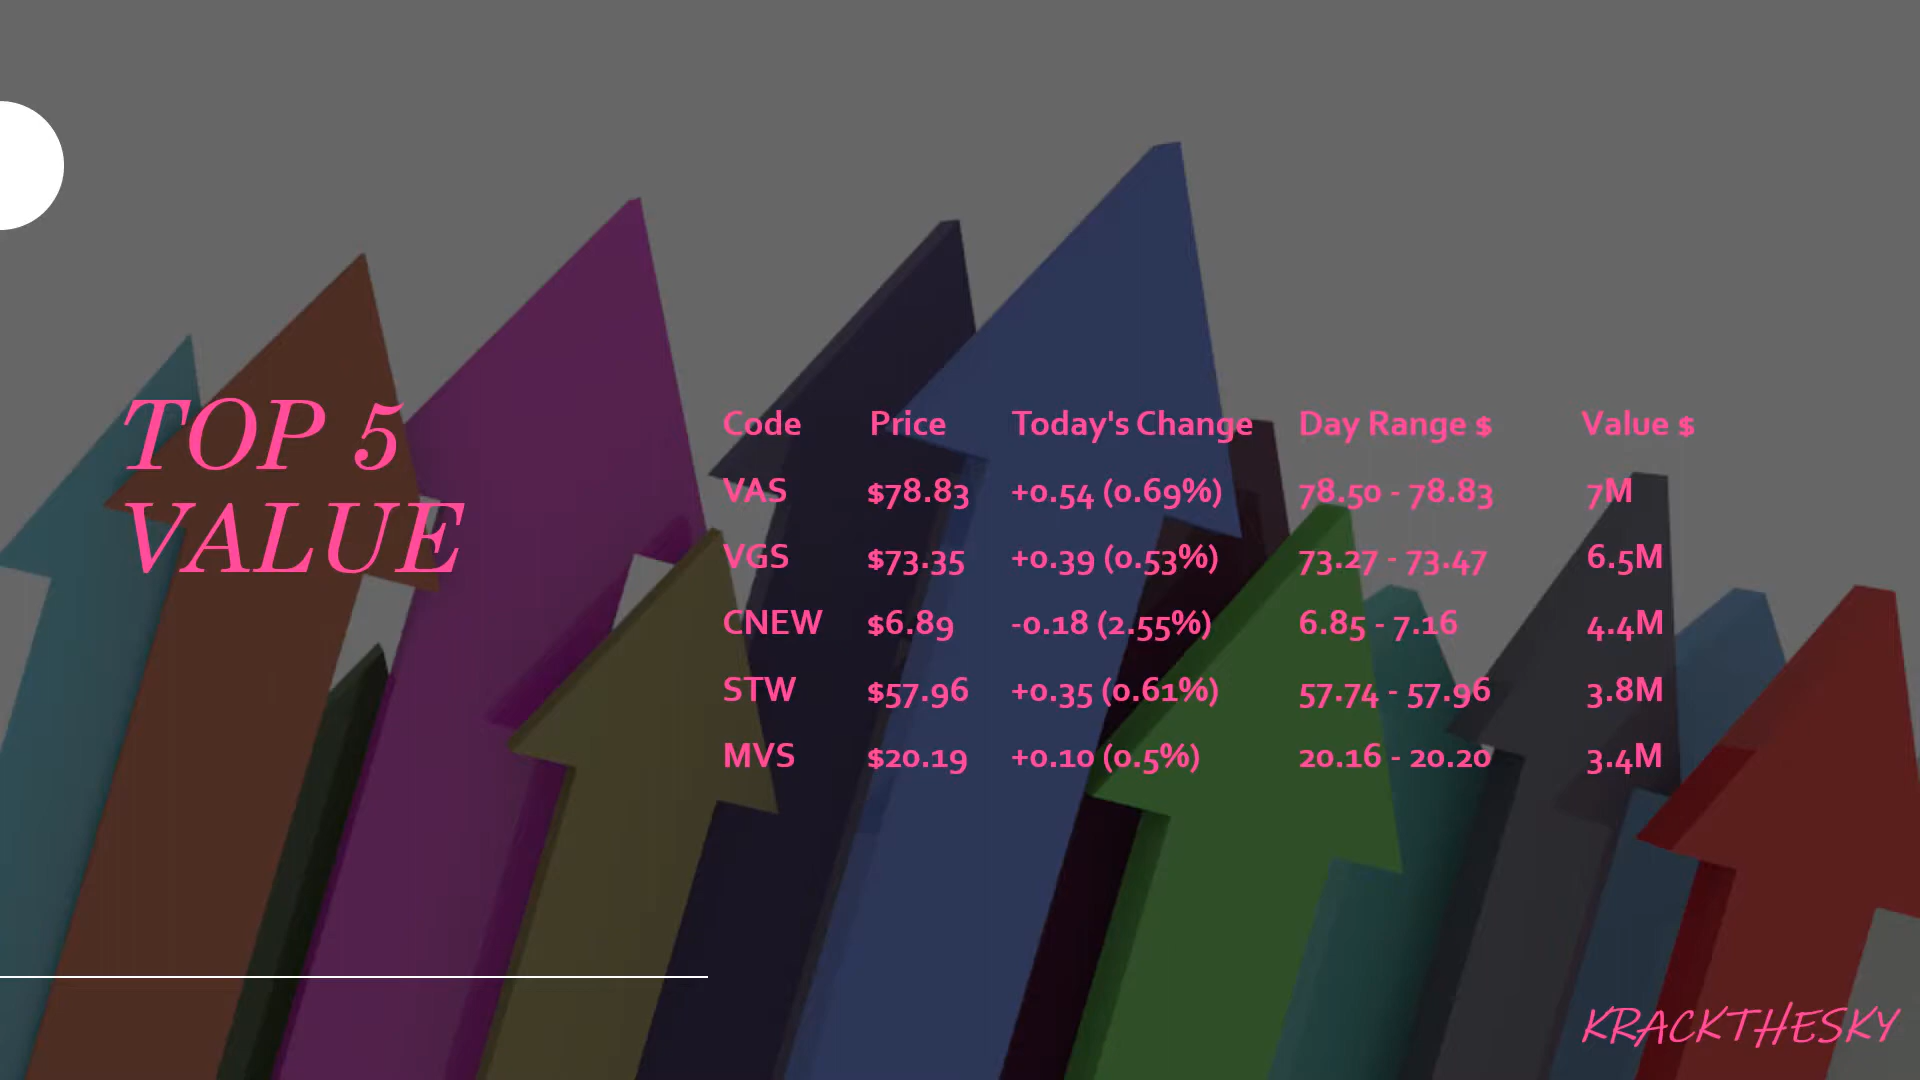 TOP 5
VALUE
Code Price Today's Change Day Range $ Value $
VAS $78.83 +0.54 (0.69%) 78.50 - 78.83 7M
VGS $73.35 +0.39 (0.53%) 73.27 - 73.47 6.5M
CNEW $6.89 -0.18 (2.55%) 6.85 - 7.16 4.4M
STW $57.96 +0.35 (0.61%) 57.74 - 57.96 3.8M
MVS $20.19 +0.10 (0.5%) 20.16 - 20.20 3.4M
KRACKTHESKY